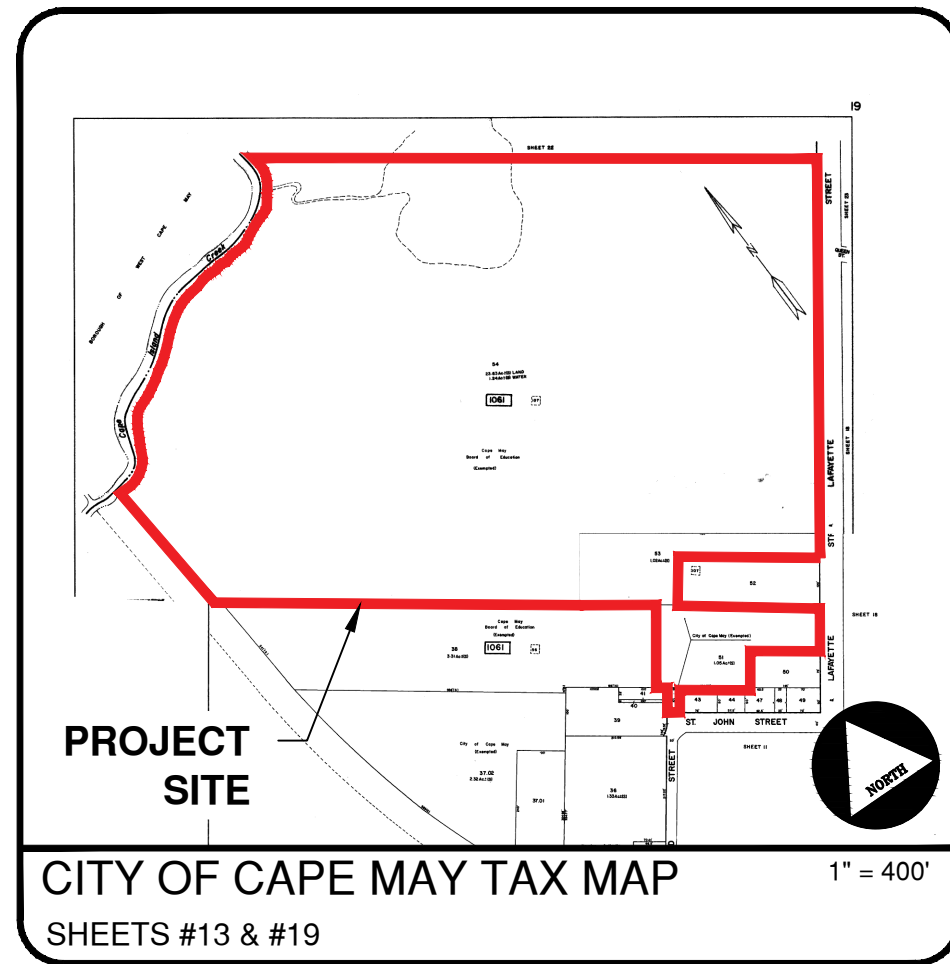 19
SHEET 22
STREET
SHEET 23
QUEEN
ST.
BOROUGH OF WEST CAPE MAY
Cape Island Creek
N
54
1061
Cape May
Board of Education
(Exempted)
LAFAYETTE
SHEET 18
53
52
SHEET 18
Cape May
Board of Education
(Exempted)
1061
38
City of Cape May (Exempted)
51
50
LAFAYETTE
41
40
39
43
44
47
48
49
ST. JOHN STREET
SHEET 11
STREET
City of Cape May
(Exempted)
37.02
37.01
36
PROJECT
SITE
NORTH
CITY OF CAPE MAY TAX MAP
1" = 400'
SHEETS #13 & #19